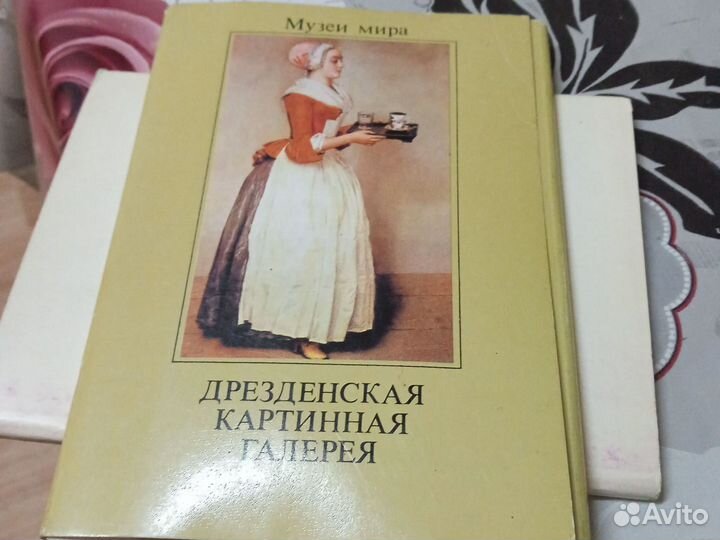 Музеи мира
ДРЕЗДЕНСКАЯ
КАРТИННАЯ
ГАЛЕРЕЯ
Avito